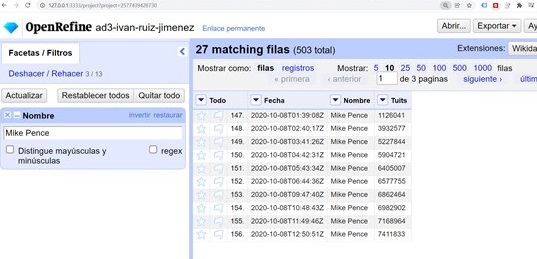 127.0.0.1:3333/project?project=2577439428730
OpenRefine ad3-ivan-ruiz-jimenez Enlace permanente
Abrir... Exportar
Facetas / Filtros
Deshacer / Rehacer 3 / 13
Actualizar Restablecer todos Quitar todo
Nombre invertir restaurar
Mike Pence
Distingue mayúsculas y minúsculas regex
27 matching filas (503 total)
Extensiones: Wikida
Mostrar como: filas registros Mostrar: 5 10 25 50 100 500 1000 filas
« primera ‹ anterior 1 de 3 paginas siguiente ›
Todo Fecha Nombre Tuits
147. 2020-10-08T01:39:08Z Mike Pence 1126041
148. 2020-10-08T02:40:17Z Mike Pence 3932577
149. 2020-10-08T03:41:26Z Mike Pence 5227844
150. 2020-10-08T04:42:31Z Mike Pence 5904721
151. 2020-10-08T05:43:34Z Mike Pence 6405007
152. 2020-10-08T06:44:36Z Mike Pence 6577755
153. 2020-10-08T09:47:40Z Mike Pence 6862464
154. 2020-10-08T10:48:43Z Mike Pence 6982902
155. 2020-10-08T11:49:46Z Mike Pence 7168964
156. 2020-10-08T12:50:51Z Mike Pence 7411833